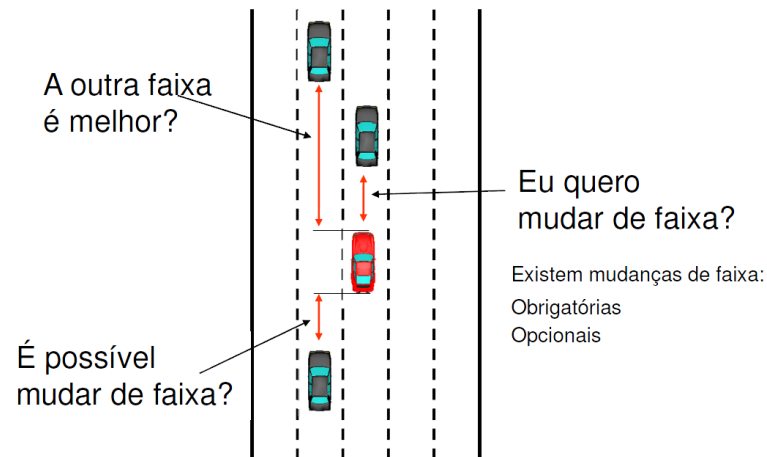 A outra faixa
é melhor?
Eu quero
mudar de faixa?
Existem mudanças de faixa:
Obrigatórias
Opcionais
É possível
mudar de faixa?